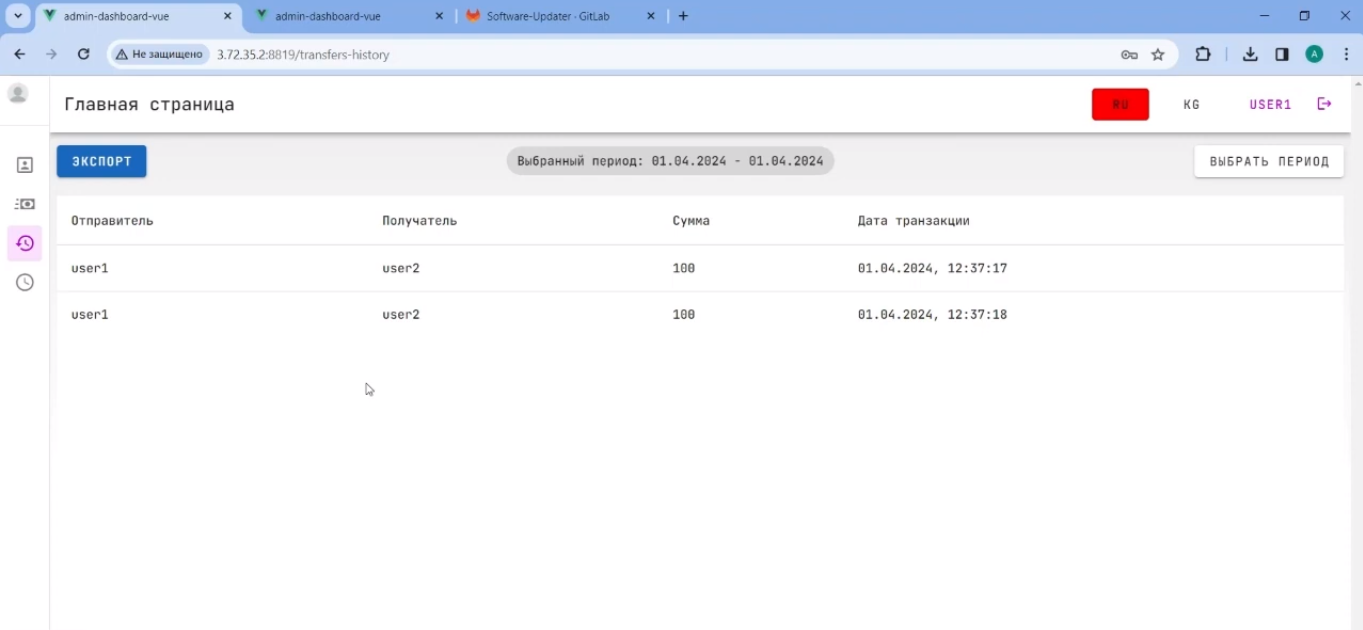 admin-dashboard-vue
admin-dashboard-vue
Software-Updater · GitLab
Не защищено 3.72.35.2:8819/transfers-history
A
Главная страница
RU
KG
USER1
ЭКСПОРТ
Выбранный период: 01.04.2024 - 01.04.2024
ВЫБРАТЬ ПЕРИОД
Отправитель Получатель Сумма Дата транзакции
user1 user2 100 01.04.2024, 12:37:17
user1 user2 100 01.04.2024, 12:37:18